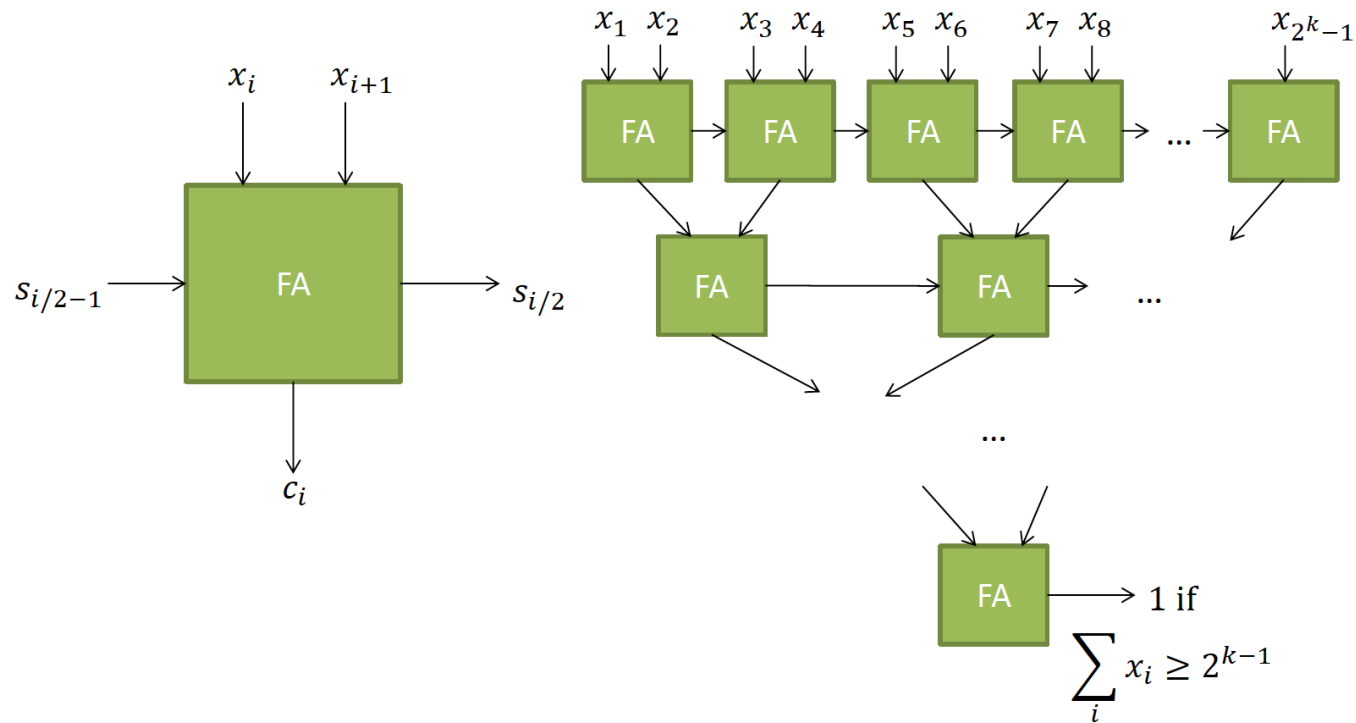 x_i x_{i+1}
s_{i/2−1} FA s_{i/2}
c_i
x_1 x_2 x_3 x_4 x_5 x_6 x_7 x_8 x_{2^k−1}
FA FA FA FA ... FA
FA FA ...
...
FA 1 if
∑_i x_i ≥ 2^{k−1}